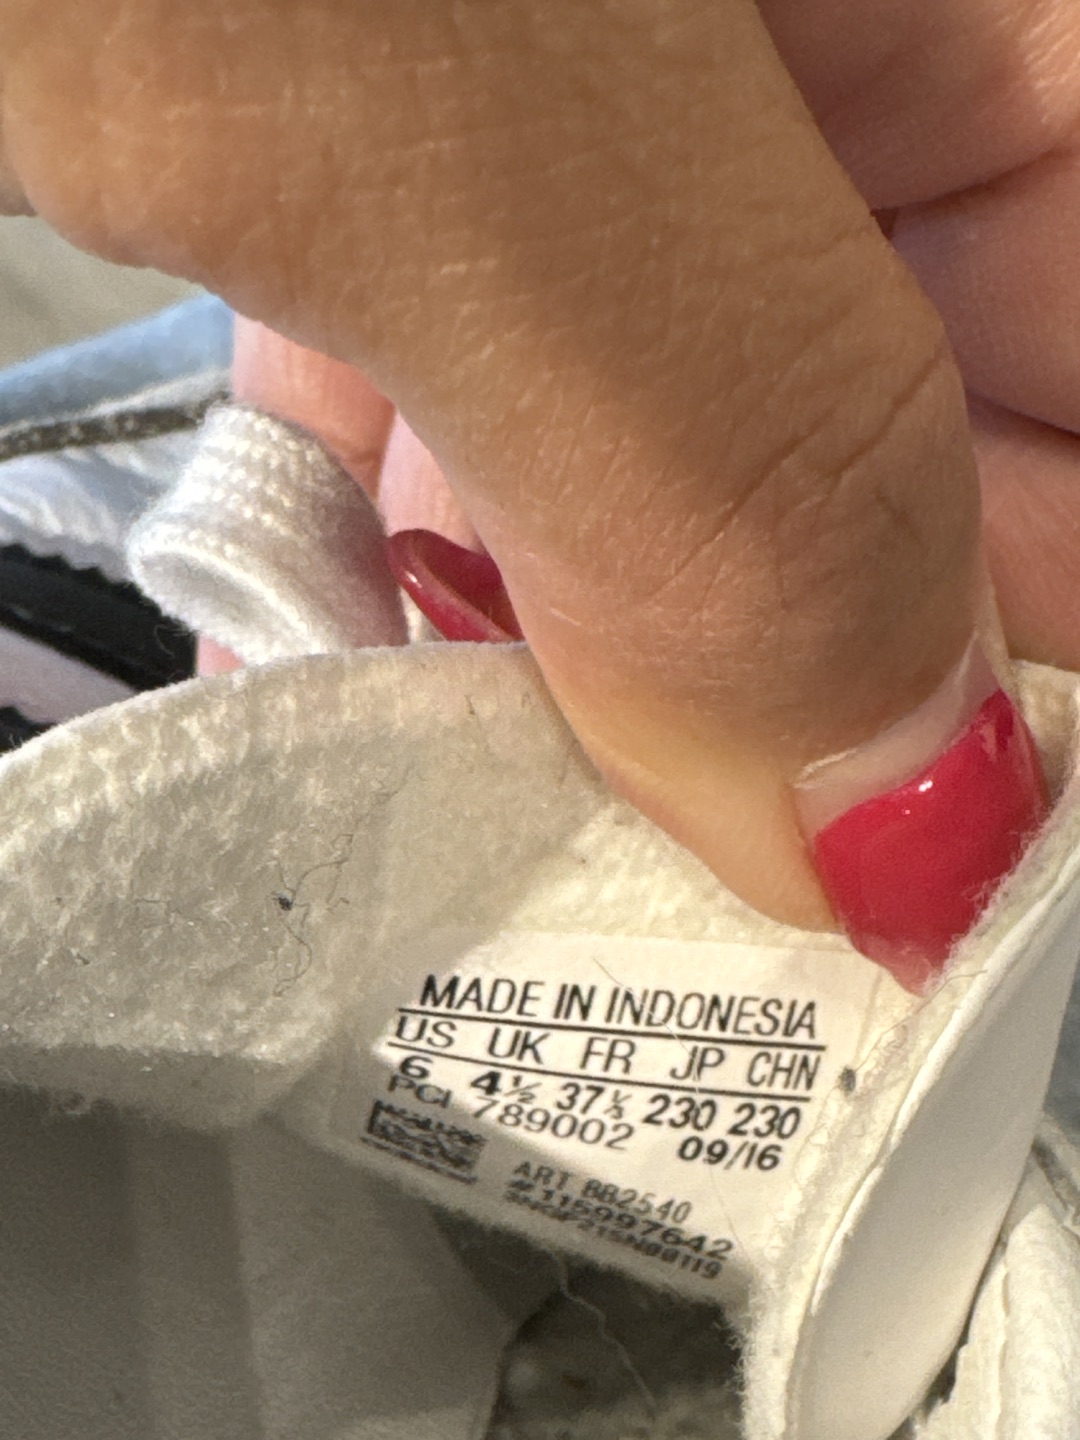 MADE IN INDONESIA
US UK FR JP CHN
6 4½ 37⅓ 230 230
PCI 789002 09/16
ART BB2540
#115997642